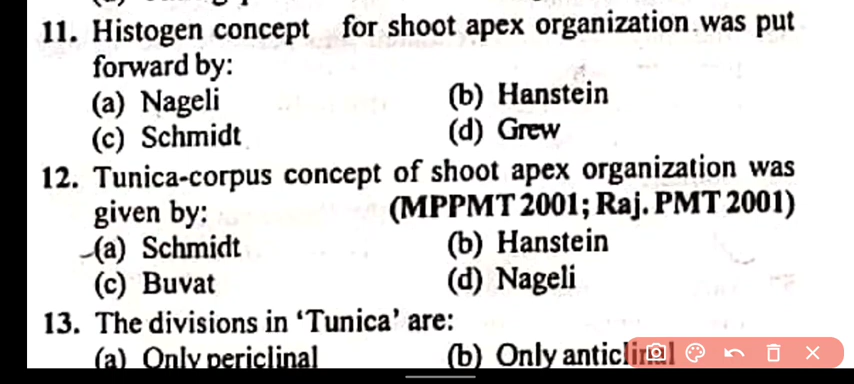 11. Histogen concept for shoot apex organization was put
forward by:
(a) Nageli (b) Hanstein
(c) Schmidt (d) Grew
12. Tunica-corpus concept of shoot apex organization was
given by: (MPPMT 2001; Raj. PMT 2001)
(a) Schmidt (b) Hanstein
(c) Buvat (d) Nageli
13. The divisions in ‘Tunica’ are:
(a) Only periclinal (b) Only anticlinal